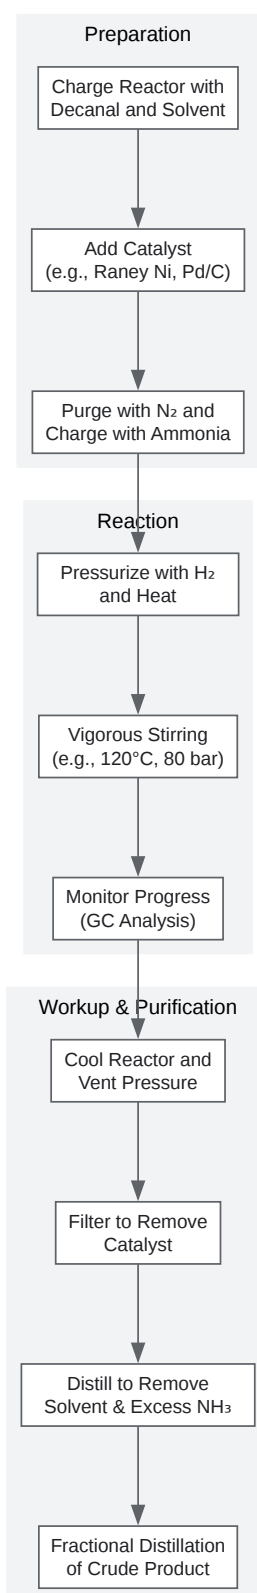 Preparation
Charge Reactor with
Decanal and Solvent
Add Catalyst
(e.g., Raney Ni, Pd/C)
Purge with N₂ and
Charge with Ammonia
Reaction
Pressurize with H₂
and Heat
Vigorous Stirring
(e.g., 120°C, 80 bar)
Monitor Progress
(GC Analysis)
Workup & Purification
Cool Reactor and
Vent Pressure
Filter to Remove
Catalyst
Distill to Remove
Solvent & Excess NH₃
Fractional Distillation
of Crude Product